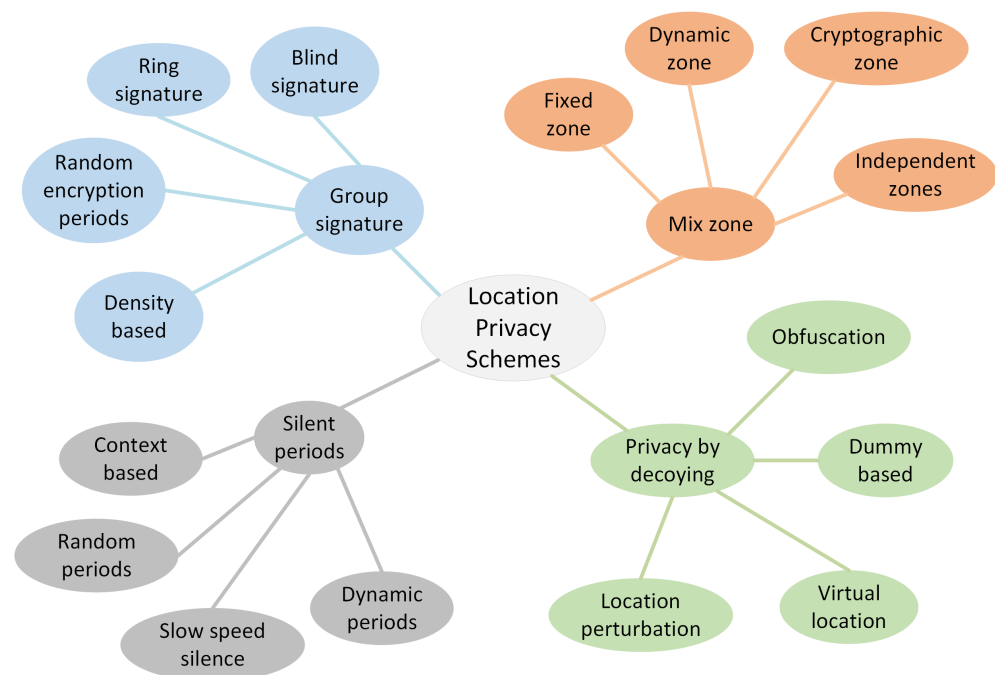 Ring
signature
Blind
signature
Random
encryption
periods
Group
signature
Density
based
Dynamic
zone
Cryptographic
zone
Fixed
zone
Independent
zones
Mix zone
Location
Privacy
Schemes
Silent
periods
Context
based
Random
periods
Slow speed
silence
Dynamic
periods
Obfuscation
Privacy by
decoying
Dummy
based
Location
perturbation
Virtual
location